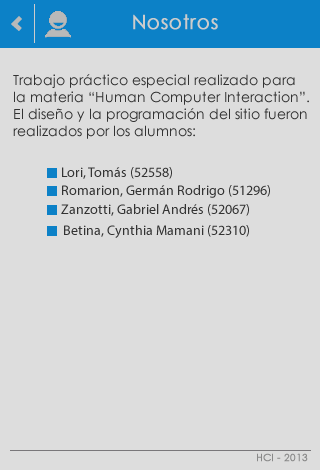 Nosotros
Trabajo práctico especial realizado para
la materia “Human Computer Interaction”.
El diseño y la programación del sitio fueron
realizados por los alumnos:
Lori, Tomás (52558)
Romarion, Germán Rodrigo (51296)
Zanzotti, Gabriel Andrés (52067)
Betina, Cynthia Mamani (52310)
HCI - 2013